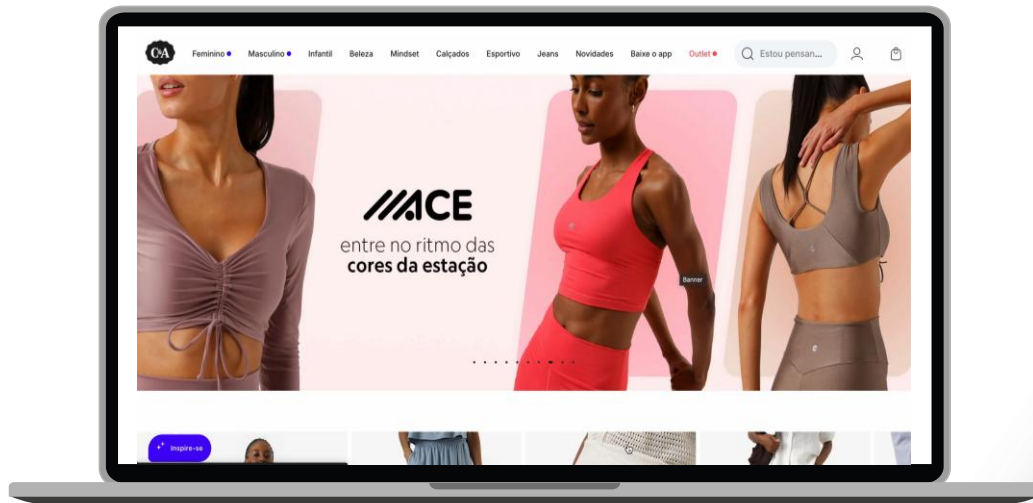 C&A
Feminino
Masculino
Infantil
Beleza
Mindset
Calçados
Esportivo
Jeans
Novidades
Baixe o app
Outlet
Estou pensan...
ACE
entre no ritmo das
cores da estação
Banner
Inspire-se